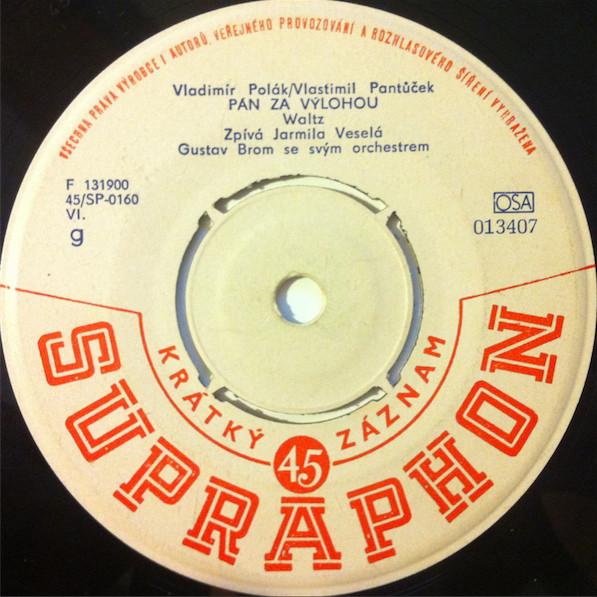 VŠECHNA PRÁVA VÝROBCE I AUTORŮ, VEŘEJNÉHO PROVOZOVÁNÍ A ROZHLASOVÉHO ŠÍŘENÍ VYHRAŽENA
Vladimír Polák/Vlastimil Pantůček
PÁN ZA VÝLOHOU
Waltz
Zpívá Jarmila Veselá
Gustav Brom se svým orchestrem
F 131900
45/SP-0160
VI.
g
OSA
013407
KRÁTKÝ ZÁZNAM
45
SUPRAPHON